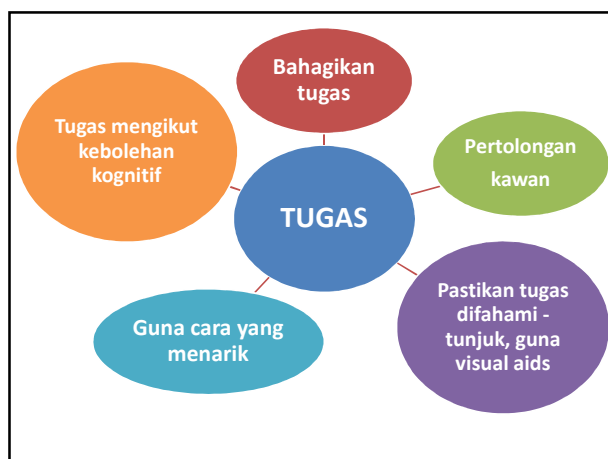 Bahagikan
tugas
Tugas mengikut
kebolehan
kognitif
Pertolongan
kawan
TUGAS
Pastikan tugas
difahami -
tunjuk, guna
visual aids
Guna cara yang
menarik